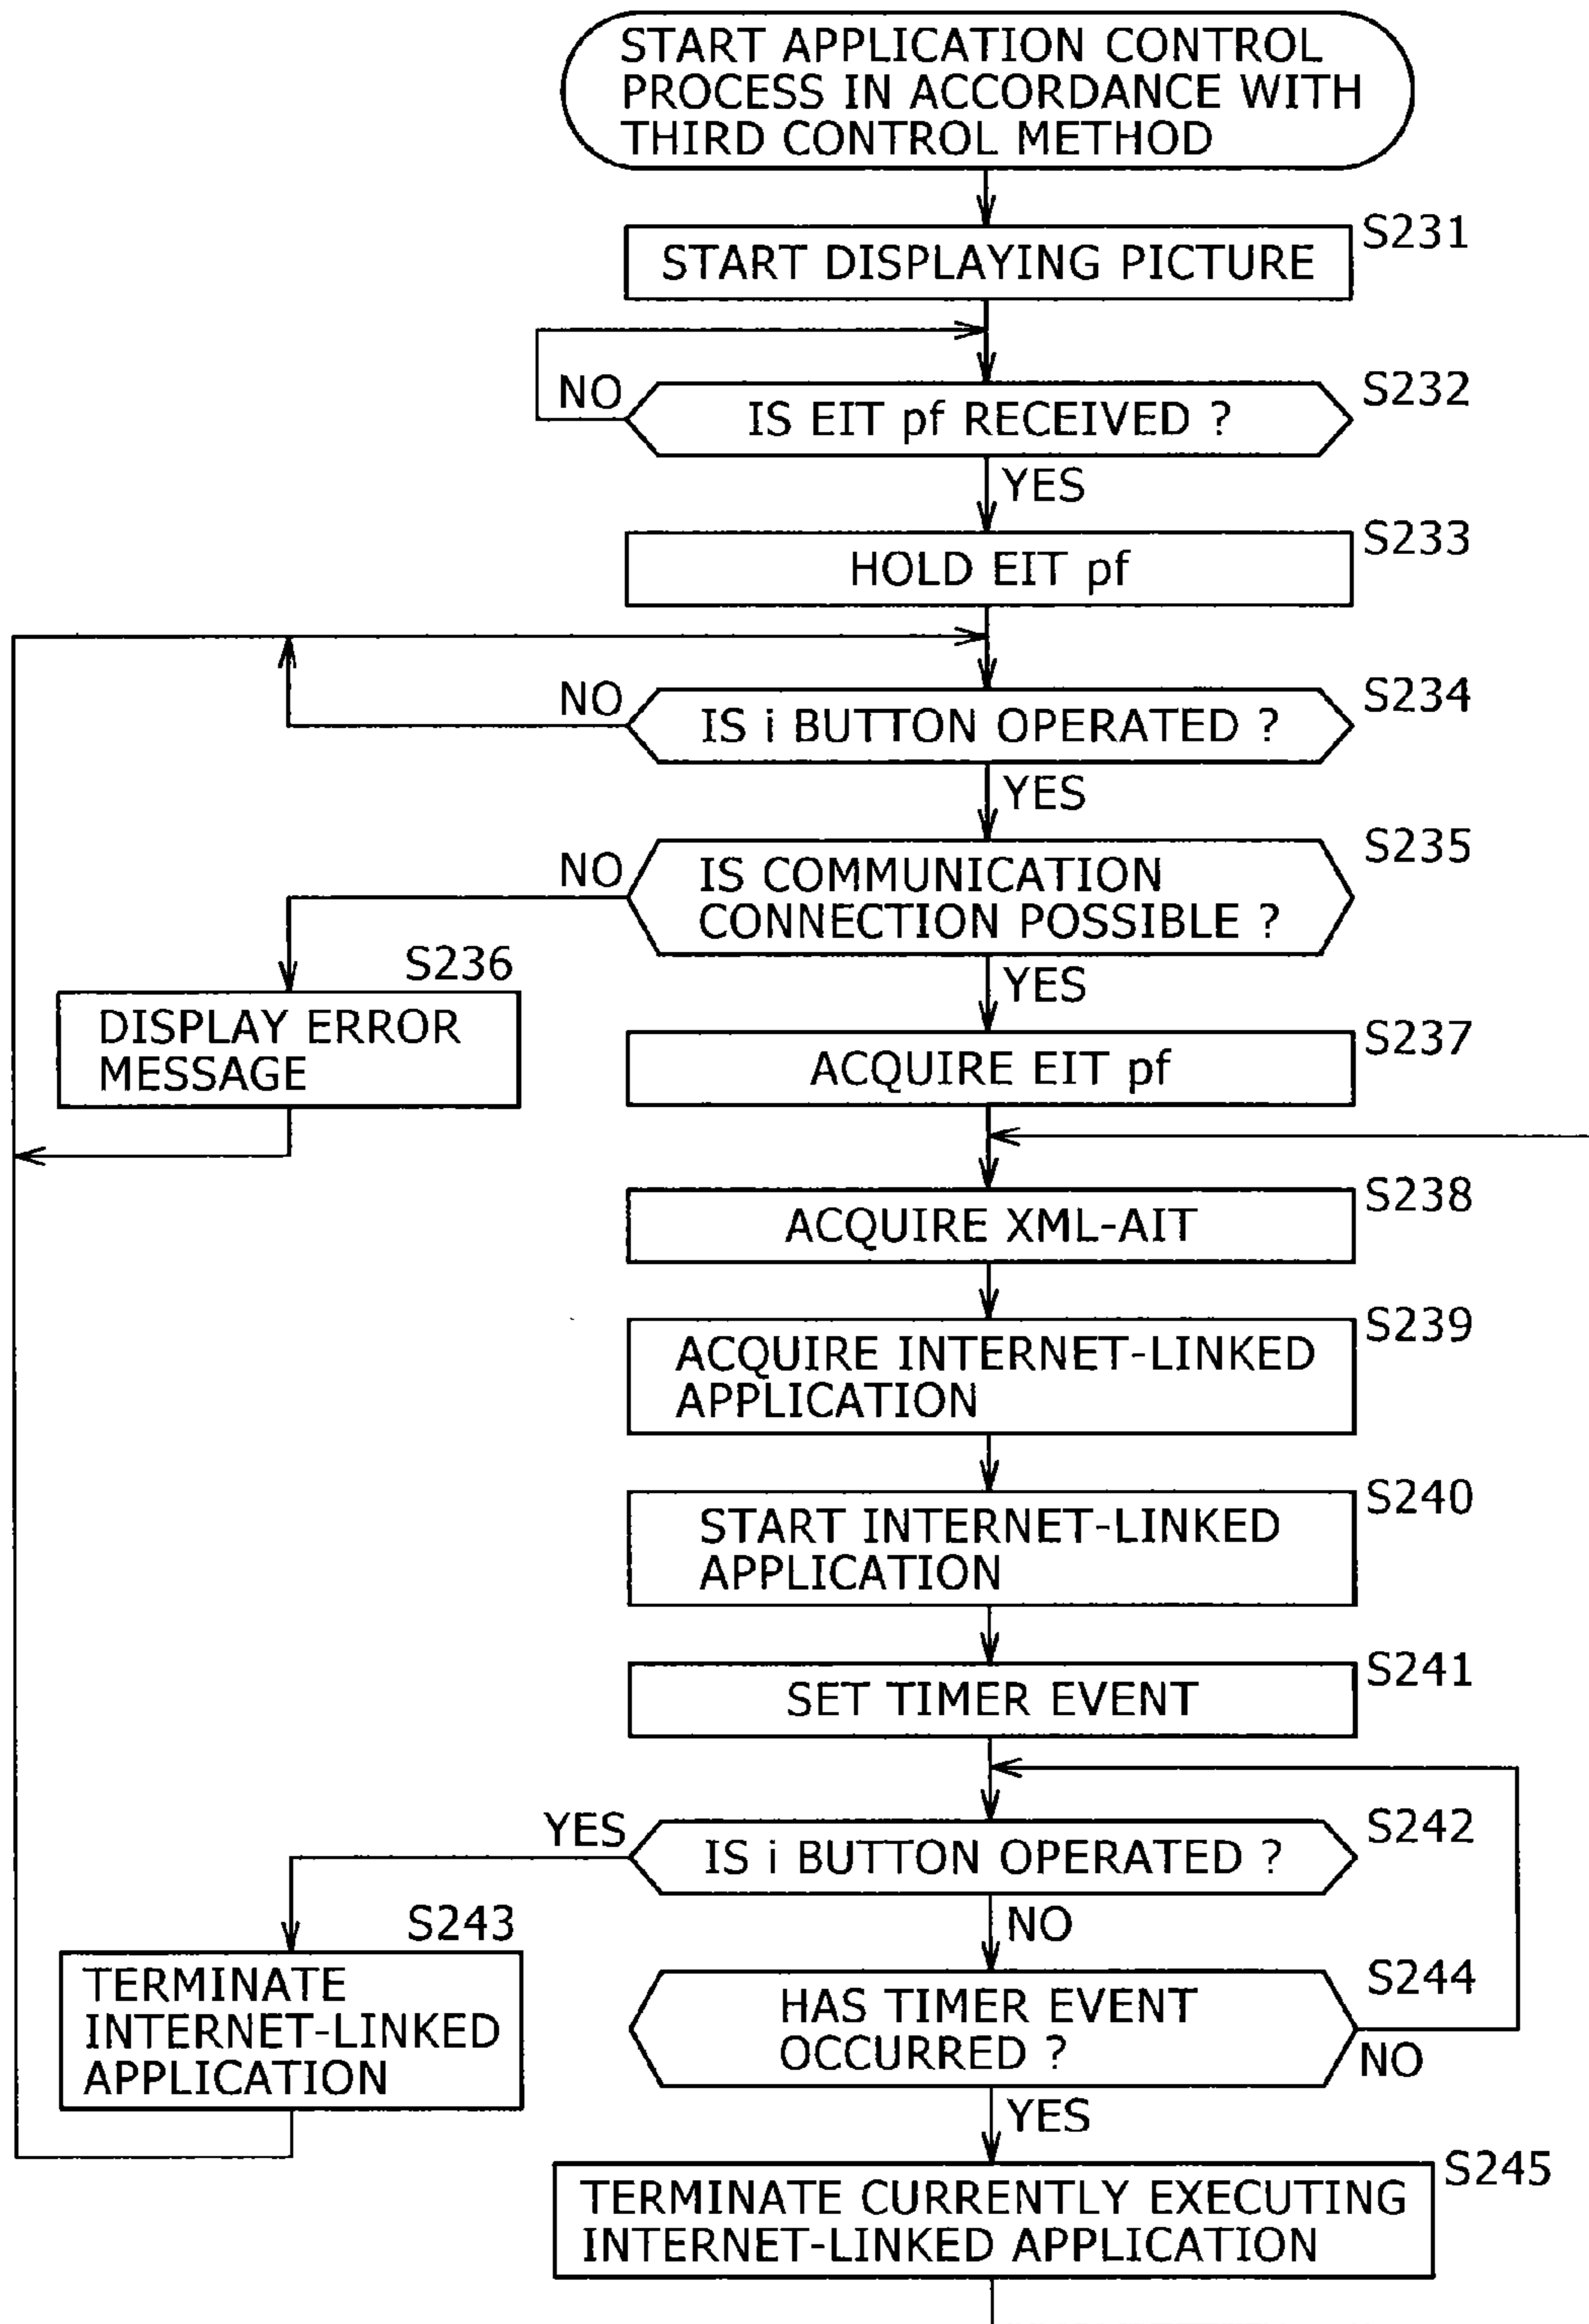 START APPLICATION CONTROL
PROCESS IN ACCORDANCE WITH
THIRD CONTROL METHOD
S231
START DISPLAYING PICTURE
S232
NO
IS EIT pf RECEIVED ?
YES
S233
HOLD EIT pf
S234
NO
IS i BUTTON OPERATED ?
YES
S235
NO
IS COMMUNICATION
CONNECTION POSSIBLE ?
S236
YES
DISPLAY ERROR
MESSAGE
S237
ACQUIRE EIT pf
S238
ACQUIRE XML-AIT
S239
ACQUIRE INTERNET-LINKED
APPLICATION
S240
START INTERNET-LINKED
APPLICATION
S241
SET TIMER EVENT
S242
YES
IS i BUTTON OPERATED ?
S243
NO
TERMINATE
INTERNET-LINKED
APPLICATION
S244
HAS TIMER EVENT
OCCURRED ?
NO
YES
S245
TERMINATE CURRENTLY EXECUTING
INTERNET-LINKED APPLICATION